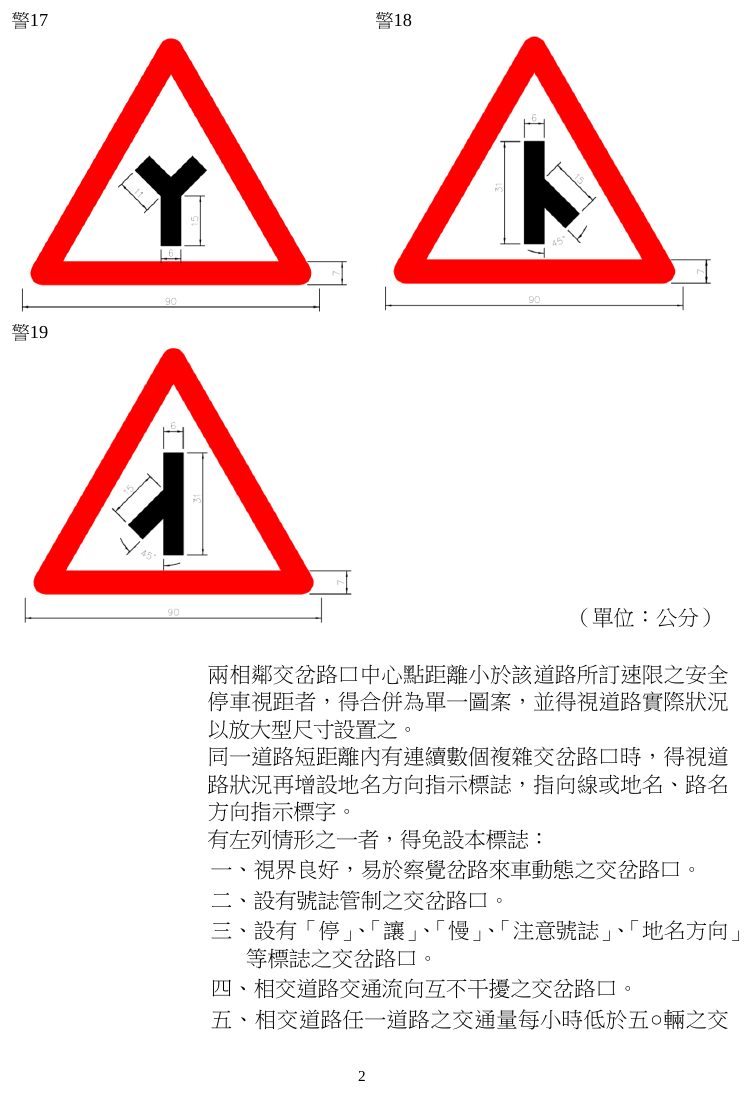 警17
警18
6
31
15
45°
11
15
6
7
90
7
90
警19
6
31
15
45°
7
90
（單位：公分）
兩相鄰交岔路口中心點距離小於該道路所訂速限之安全
停車視距者，得合併為單一圖案，並得視道路實際狀況
以放大型尺寸設置之。
同一道路短距離內有連續數個複雜交岔路口時，得視道
路狀況再增設地名方向指示標誌，指向線或地名、路名
方向指示標字。
有左列情形之一者，得免設本標誌：
一、視界良好，易於察覺岔路來車動態之交岔路口。
二、設有號誌管制之交岔路口。
三、設有「停」、「讓」、「慢」、「注意號誌」、「地名方向」
等標誌之交岔路口。
四、相交道路交通流向互不干擾之交岔路口。
五、相交道路任一道路之交通量每小時低於五○輛之交
2